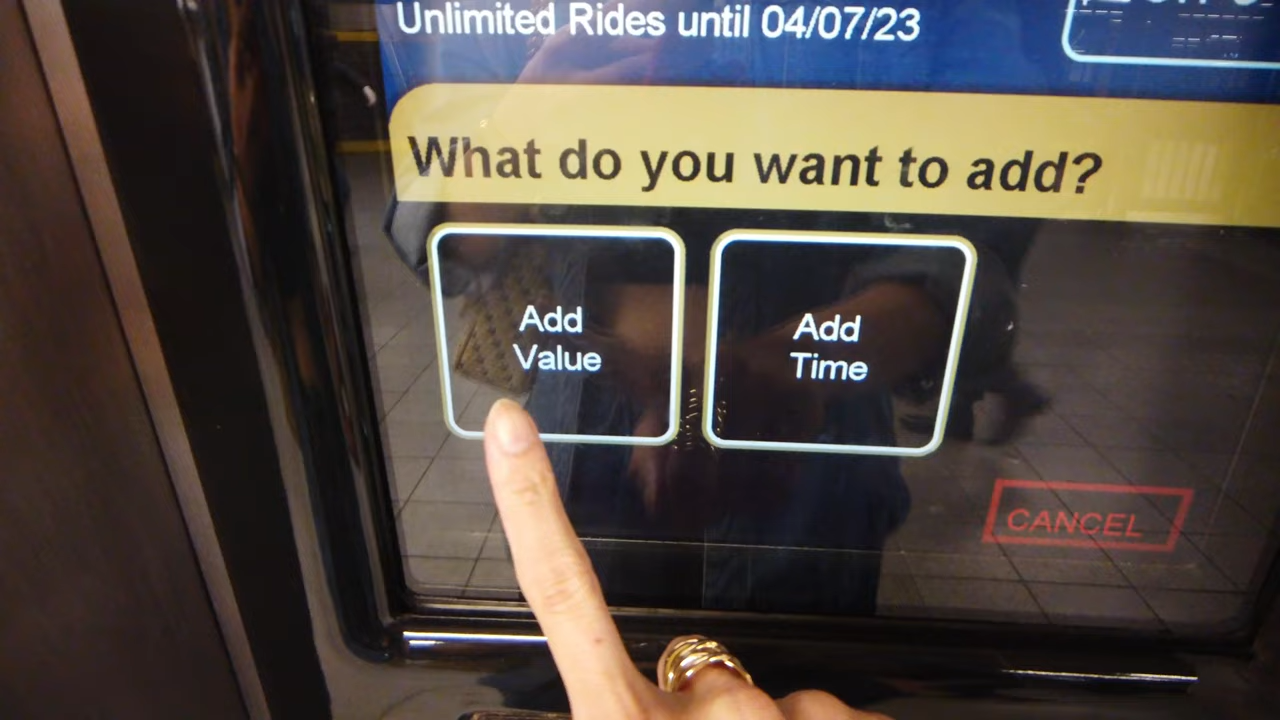 Unlimited Rides until 04/07/23
What do you want to add?
Add
Value
Add
Time
CANCEL